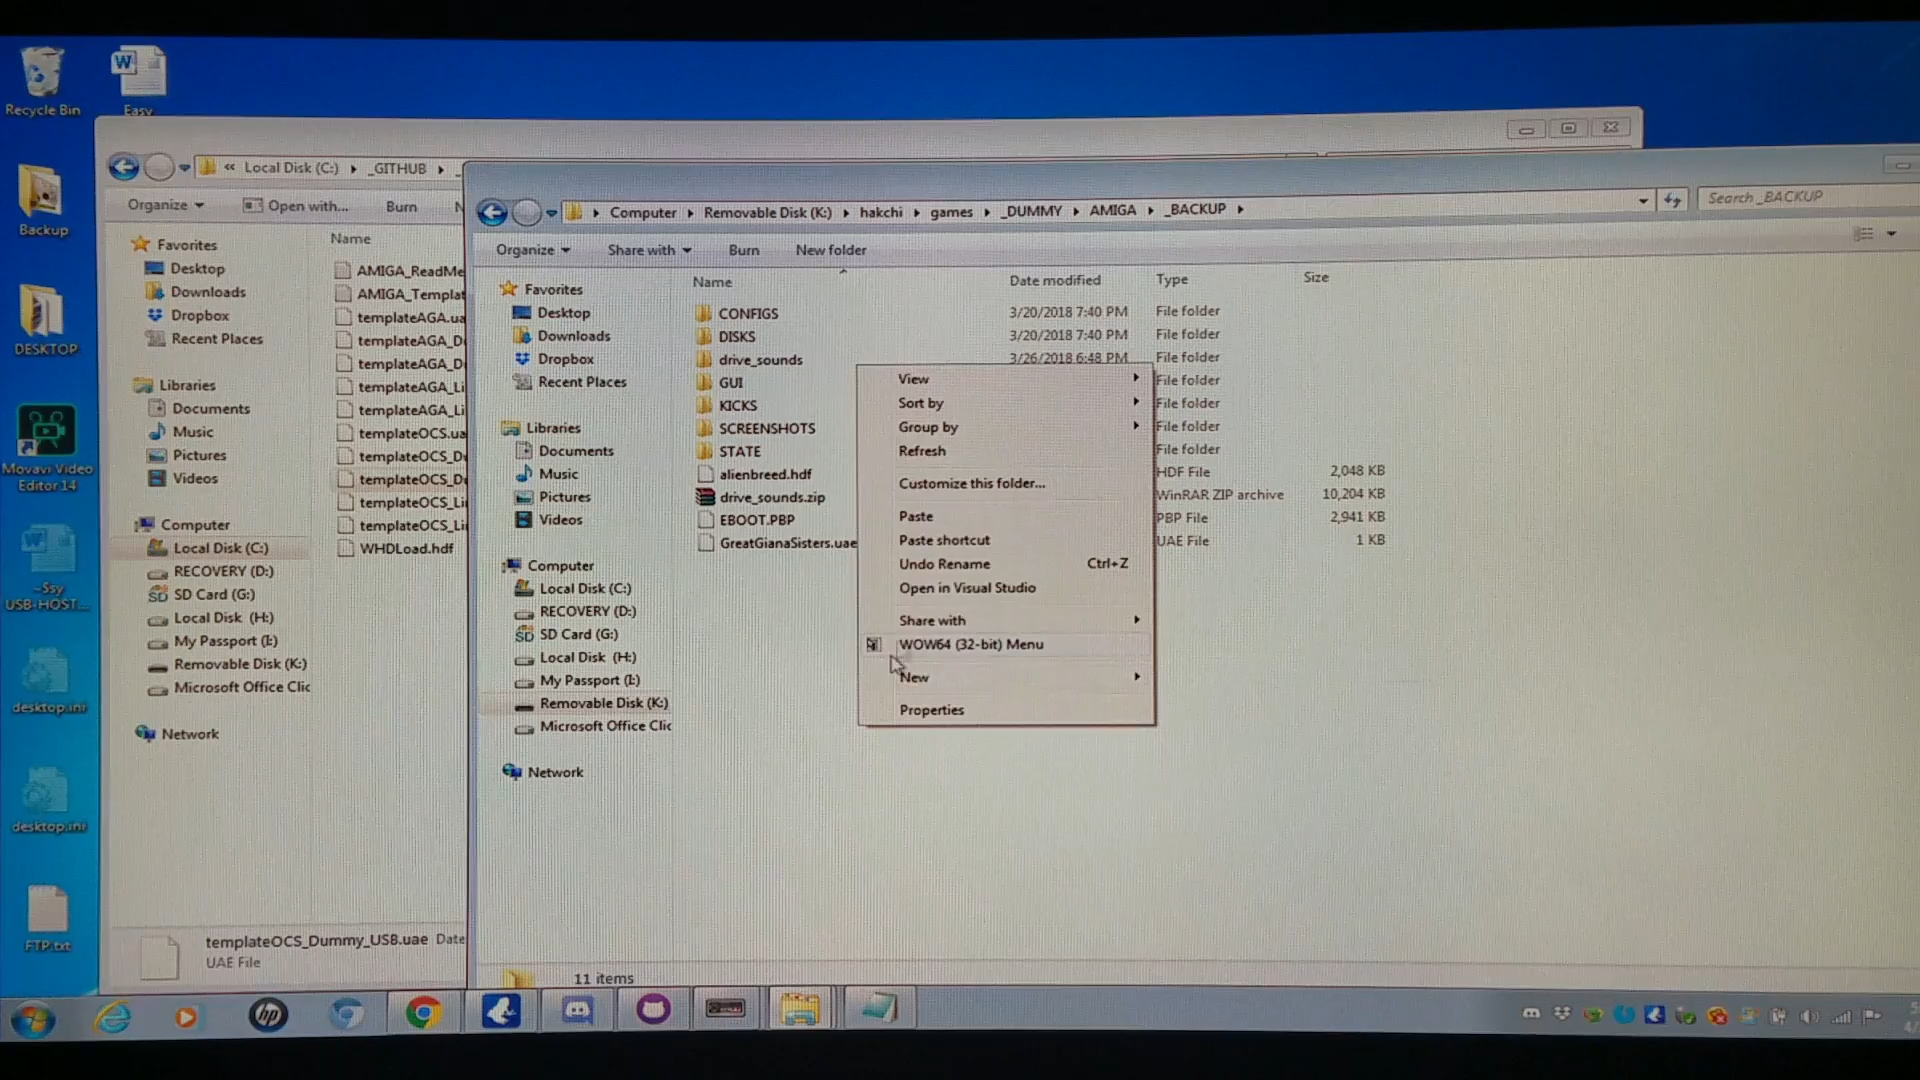 Recycle Bin
Easy
Backup
DESKTOP
Movavi Video
Editor 14
~Ssy
USB-HOST...
desktop.ini
desktop.ini
FTP.txt
« Local Disk (C:) ▸ _GITHUB ▸
Organize Open with... Burn
Favorites
Desktop
Downloads
Dropbox
Recent Places
Libraries
Documents
Music
Pictures
Videos
Computer
Local Disk (C:)
RECOVERY (D:)
SD Card (G:)
Local Disk (H:)
My Passport (I:)
Removable Disk (K:)
Microsoft Office Clic
Network
Name
AMIGA_ReadMe
AMIGA_Templat
templateAGA.ua
templateAGA_D
templateAGA_D
templateAGA_Li
templateAGA_Li
templateOCS.ua
templateOCS_D
templateOCS_D
templateOCS_Li
templateOCS_Li
WHDLoad.hdf
templateOCS_Dummy_USB.uae Date
UAE File
▸ Computer ▸ Removable Disk (K:) ▸ hakchi ▸ games ▸ _DUMMY ▸ AMIGA ▸ _BACKUP ▸
Search _BACKUP
Organize Share with Burn New folder
Favorites
Desktop
Downloads
Dropbox
Recent Places
Libraries
Documents
Music
Pictures
Videos
Computer
Local Disk (C:)
RECOVERY (D:)
SD Card (G:)
Local Disk (H:)
My Passport (I:)
Removable Disk (K:)
Microsoft Office Clic
Network
Name Date modified Type Size
CONFIGS 3/20/2018 7:40 PM File folder
DISKS 3/20/2018 7:40 PM File folder
drive_sounds 3/26/2018 6:48 PM File folder
GUI File folder
KICKS File folder
SCREENSHOTS File folder
STATE File folder
alienbreed.hdf HDF File 2,048 KB
drive_sounds.zip WinRAR ZIP archive 10,204 KB
EBOOT.PBP PBP File 2,941 KB
GreatGianaSisters.uae UAE File 1 KB
View
Sort by
Group by
Refresh
Customize this folder...
Paste
Paste shortcut
Undo Rename Ctrl+Z
Open in Visual Studio
Share with
WOW64 (32-bit) Menu
New
Properties
11 items
hp